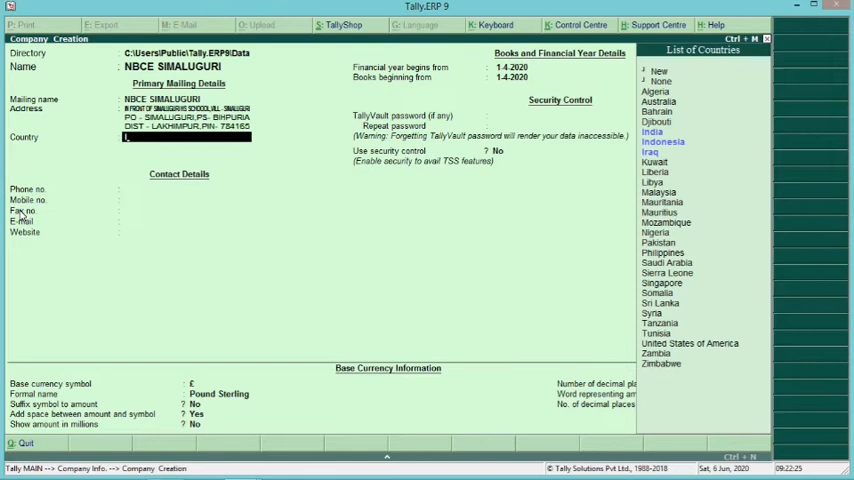 Tally.ERP 9
P: Print
E: Export
M: E-Mail
O: Upload
S: TallyShop
G: Language
K: Keyboard
K: Control Centre
H: Support Centre
H: Help
Company Creation
Ctrl + M
Directory : C:\Users\Public\Tally.ERP9\Data
Name : NBCE SIMALUGURI
Primary Mailing Details
Mailing name : NBCE SIMALUGURI
Address : IN FRONT OF SIMALUGURI HS SCHOOL, VILL - SIMALUGURI
PO - SIMALUGURI,PS- BIHPURIA
DIST - LAKHIMPUR,PIN- 784165
Country : I
Contact Details
Phone no. :
Mobile no. :
Fax no. :
E-mail :
Website :
Books and Financial Year Details
Financial year begins from : 1-4-2020
Books beginning from : 1-4-2020
Security Control
TallyVault password (if any) :
Repeat password :
(Warning: Forgetting TallyVault password will render your data inaccessible.)
Use security control ? No
(Enable security to avail TSS features)
List of Countries
New
None
Algeria
Australia
Bahrain
Djibouti
India
Indonesia
Iraq
Kuwait
Liberia
Libya
Malaysia
Mauritania
Mauritius
Mozambique
Nigeria
Pakistan
Philippines
Saudi Arabia
Sierra Leone
Singapore
Somalia
Sri Lanka
Syria
Tanzania
Tunisia
United States of America
Zambia
Zimbabwe
Base Currency Information
Base currency symbol : £
Formal name : Pound Sterling
Suffix symbol to amount ? No
Add space between amount and symbol ? Yes
Show amount in millions ? No
Number of decimal pla
Word representing am
No. of decimal places
Q: Quit
Ctrl + N
Tally MAIN --> Company Info. --> Company Creation
© Tally Solutions Pvt Ltd., 1988-2018
Sat, 6 Jun, 2020
09:22:25